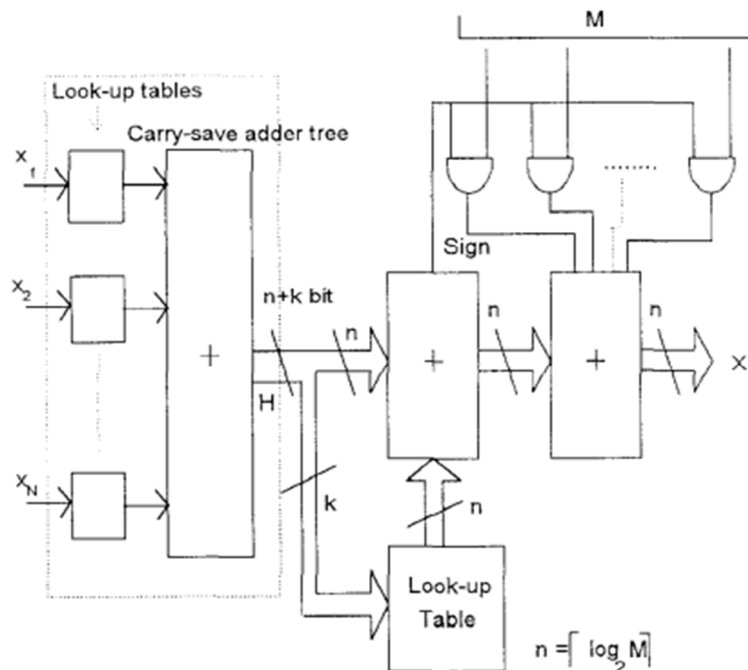 M
Look-up tables
Carry-save adder tree
x1
Sign
x2
n+k bit
n
n
n
+
+
+
X
H
xN
k
n
Look-up
Table
n = ⌈ log2 M ⌉